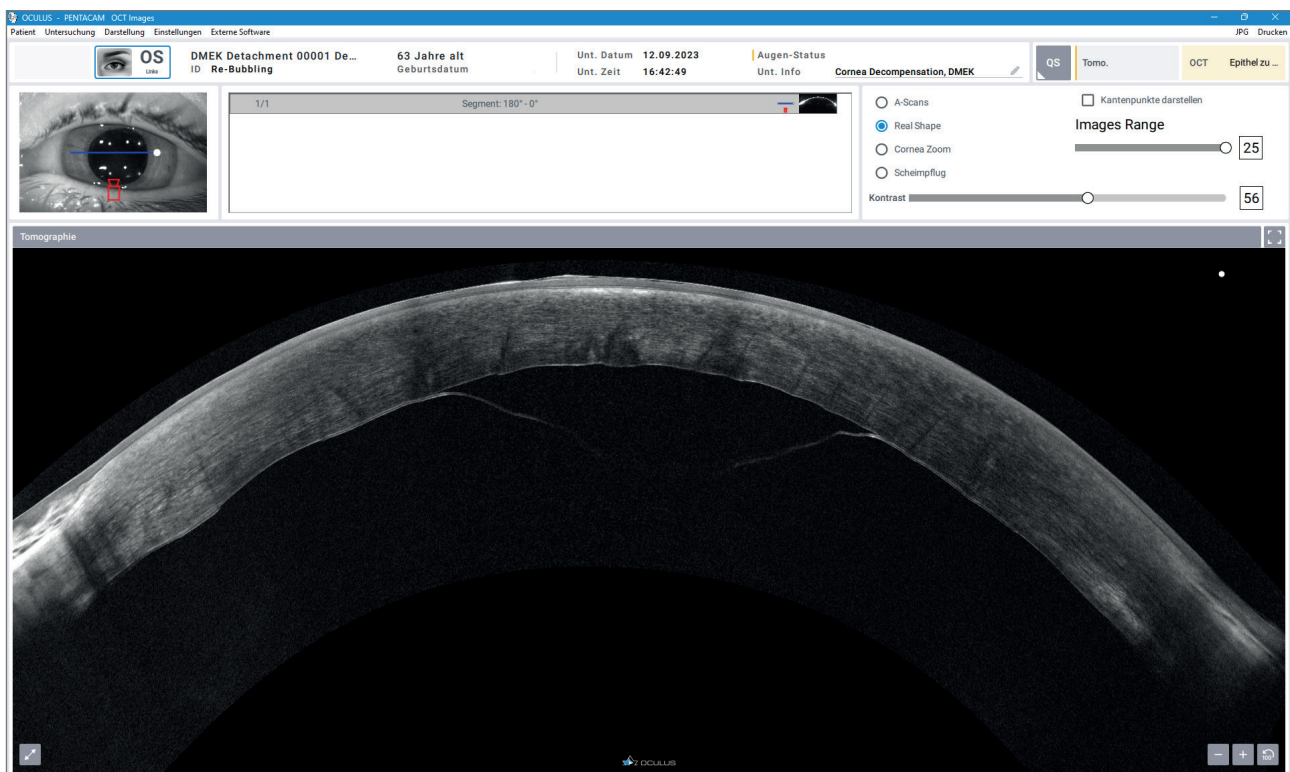 OCULUS - PENTACAM OCT Images
Patient Untersuchung Darstellung Einstellungen Externe Software JPG Drucken
OS
Links
DMEK Detachment 00001 De...
ID Re-Bubbling
63 Jahre alt
Geburtsdatum
Unt. Datum 12.09.2023
Unt. Zeit 16:42:49
Augen-Status
Unt. Info Cornea Decompensation, DMEK
QS
Tomo.
OCT Epithel zu ...
1/1 Segment: 180° - 0°
A-Scans
Real Shape
Cornea Zoom
Scheimpflug
Kantenpunkte darstellen
Images Range
25
Kontrast 56
Tomographie
OCULUS
100